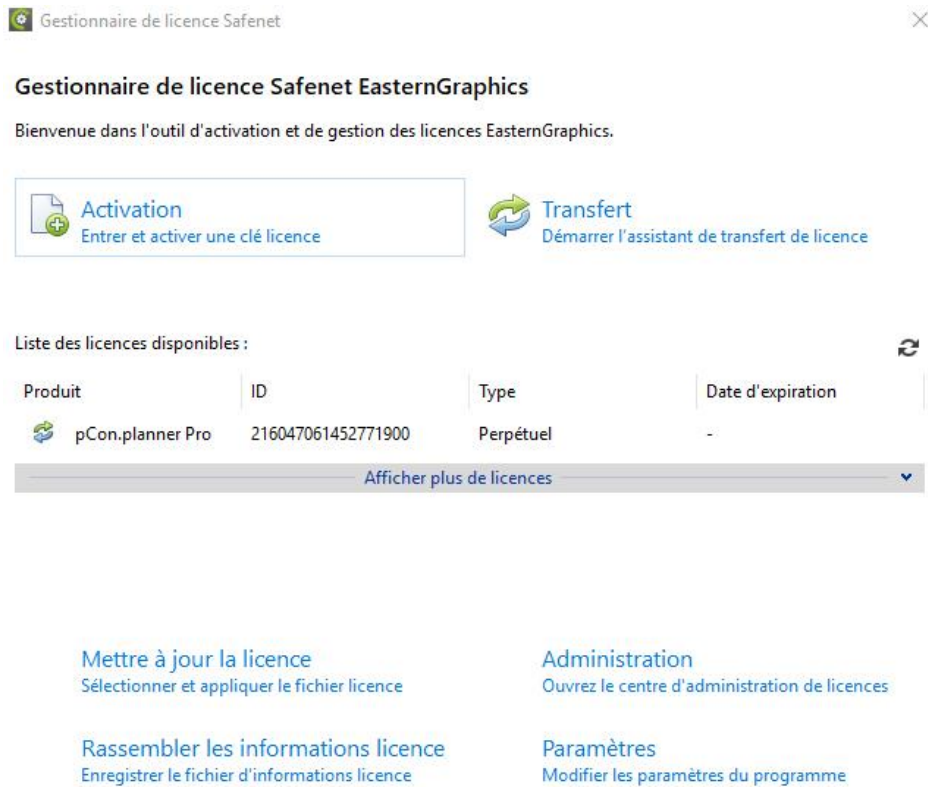 Gestionnaire de licence Safenet
Gestionnaire de licence Safenet EasternGraphics
Bienvenue dans l'outil d'activation et de gestion des licences EasternGraphics.
Activation
Entrer et activer une clé licence
Transfert
Démarrer l'assistant de transfert de licence
Liste des licences disponibles :
Produit ID Type Date d'expiration
pCon.planner Pro 216047061452771900 Perpétuel -
Afficher plus de licences
Mettre à jour la licence
Sélectionner et appliquer le fichier licence
Administration
Ouvrez le centre d'administration de licences
Rassembler les informations licence
Enregistrer le fichier d'informations licence
Paramètres
Modifier les paramètres du programme